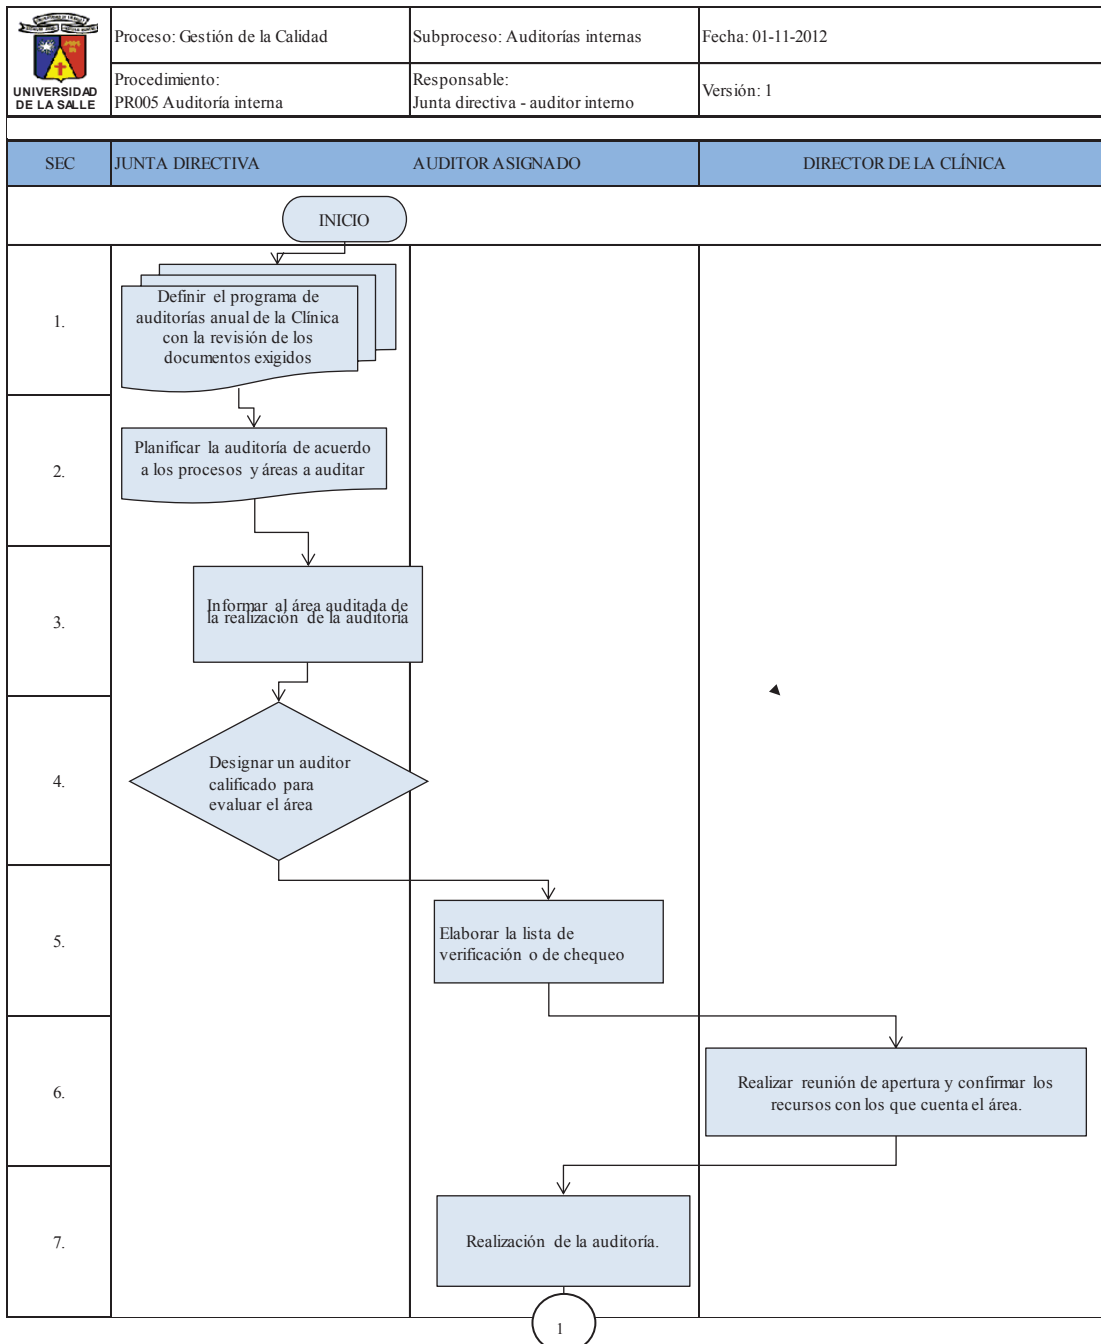 UNIVERSIDAD
DE LA SALLE
Proceso: Gestión de la Calidad
Subproceso: Auditorías internas
Fecha: 01-11-2012
Procedimiento:
PR005 Auditoría interna
Responsable:
Junta directiva - auditor interno
Versión: 1
SEC
JUNTA DIRECTIVA
AUDITOR ASIGNADO
DIRECTOR DE LA CLÍNICA
INICIO
1.
Definir el programa de
auditorías anual de la Clínica
con la revisión de los
documentos exigidos
2.
Planificar la auditoría de acuerdo
a los procesos y áreas a auditar
3.
Informar al área auditada de
la realización de la auditoría
4.
Designar un auditor
calificado para
evaluar el área
5.
Elaborar la lista de
verificación o de chequeo
6.
Realizar reunión de apertura y confirmar los
recursos con los que cuenta el área.
7.
Realización de la auditoría.
1